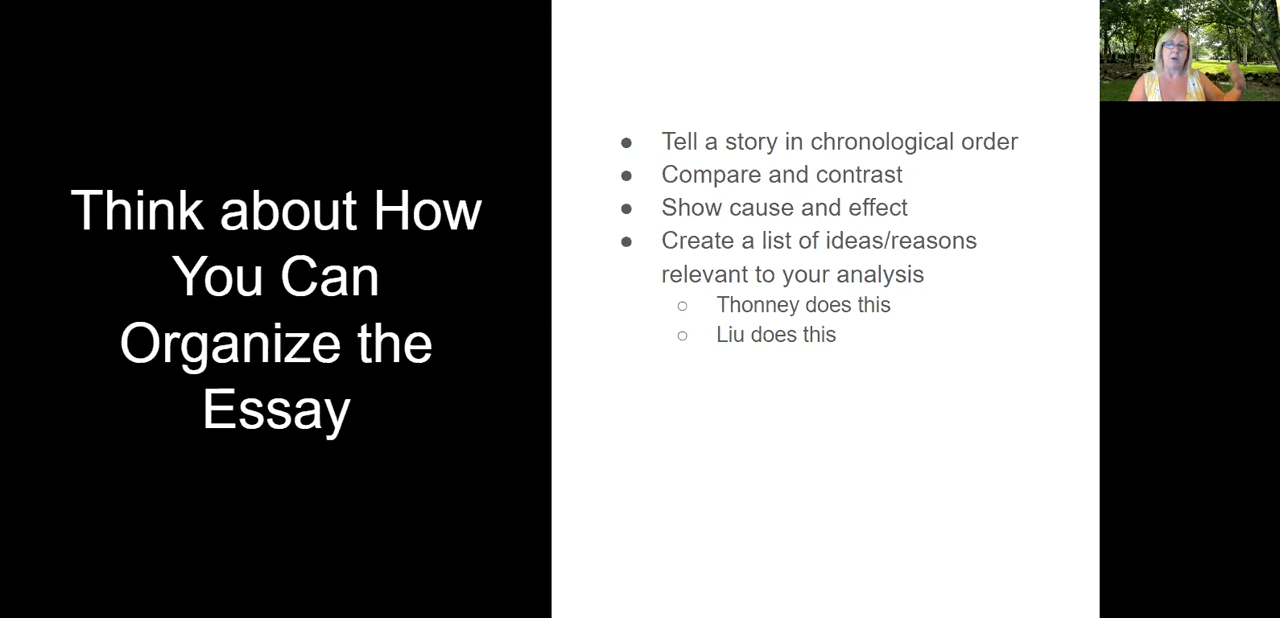 Think about How
You Can
Organize the
Essay
● Tell a story in chronological order
● Compare and contrast
● Show cause and effect
● Create a list of ideas/reasons
relevant to your analysis
○ Thonney does this
○ Liu does this